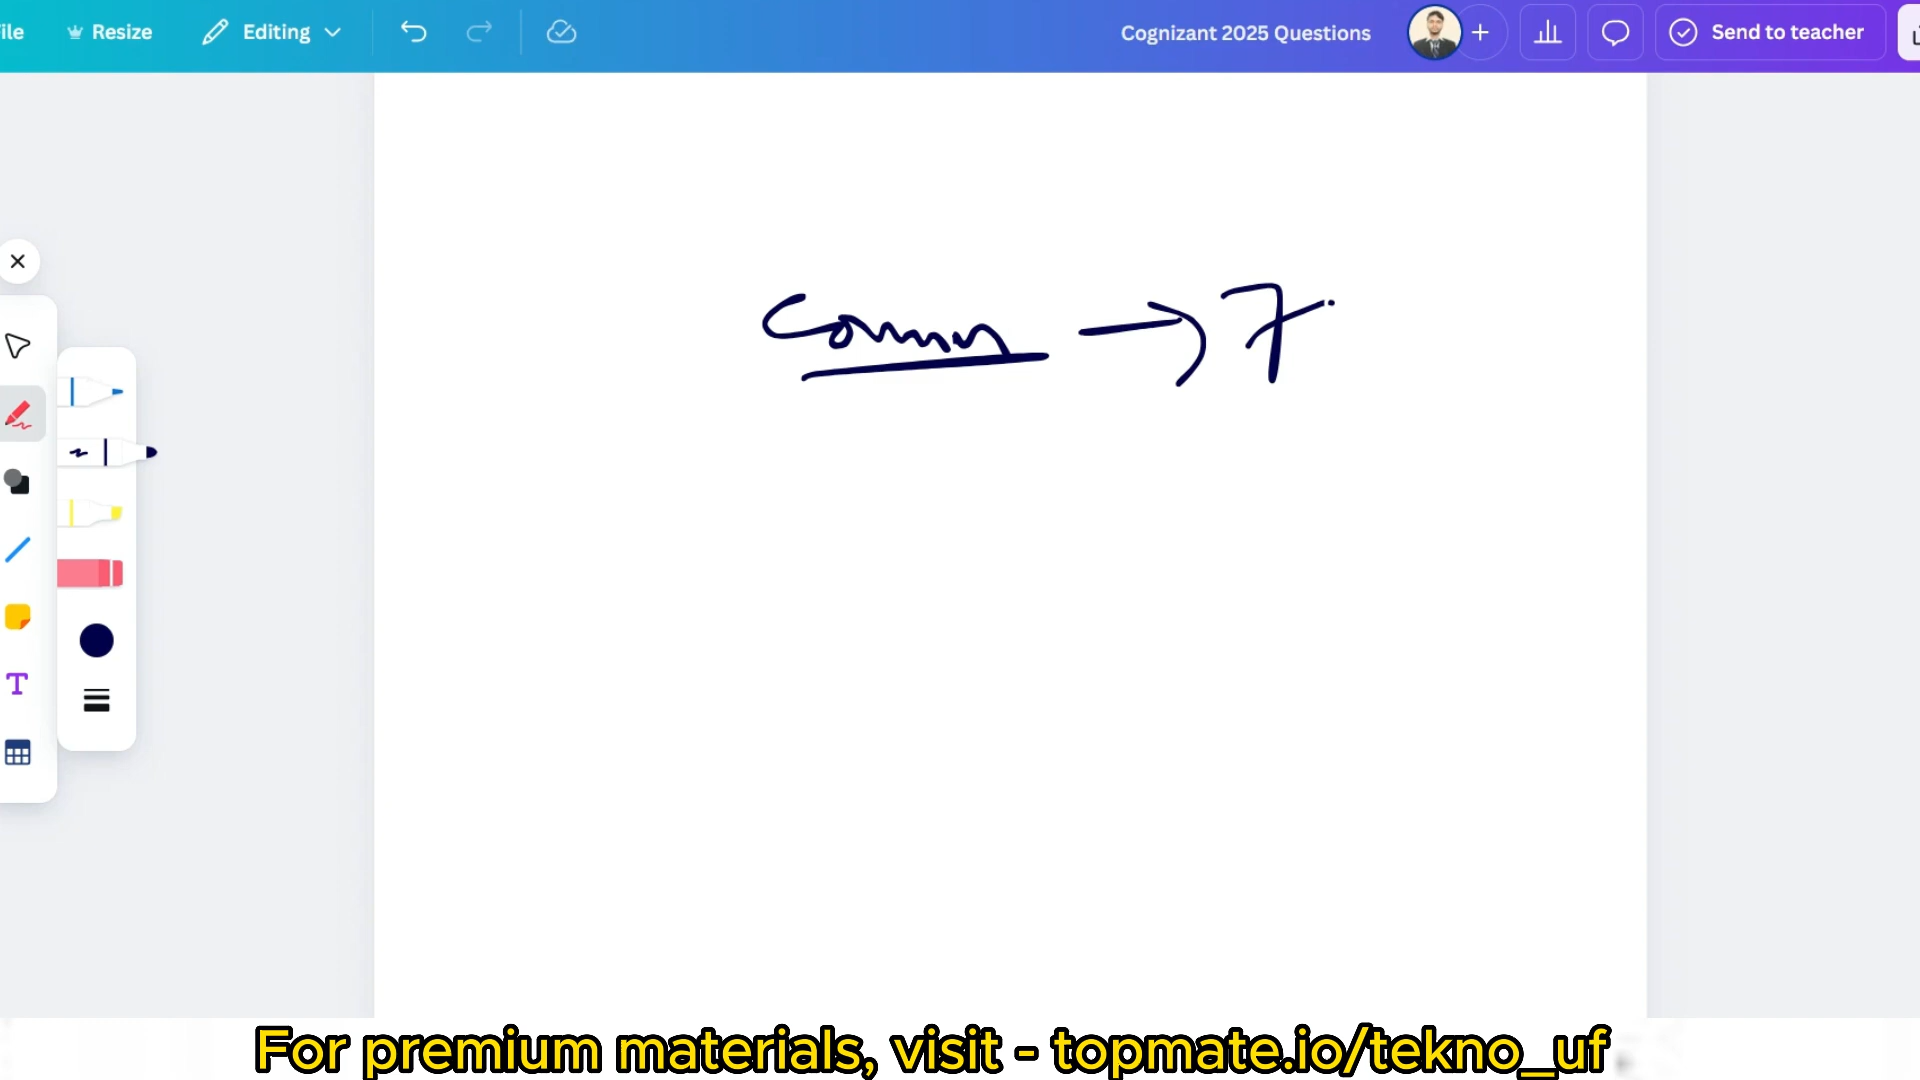 ile Resize Editing Cognizant 2025 Questions Send to teacher
Comm → 7
T
For premium materials, visit - topmate.io/tekno_uf